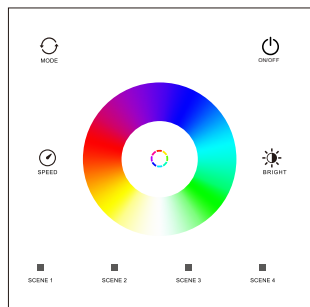 MODE
ON/OFF
SPEED
BRIGHT
SCENE 1
SCENE 2
SCENE 3
SCENE 4